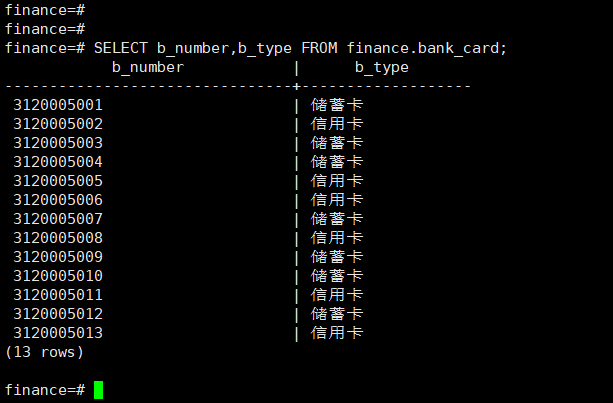 finance=#
finance=#
finance=# SELECT b_number,b_type FROM finance.bank_card;
            b_number            |      b_type
--------------------------------+-------------------
 3120005001                     | 储蓄卡
 3120005002                     | 信用卡
 3120005003                     | 储蓄卡
 3120005004                     | 储蓄卡
 3120005005                     | 信用卡
 3120005006                     | 信用卡
 3120005007                     | 储蓄卡
 3120005008                     | 信用卡
 3120005009                     | 储蓄卡
 3120005010                     | 储蓄卡
 3120005011                     | 信用卡
 3120005012                     | 储蓄卡
 3120005013                     | 信用卡
(13 rows)
finance=#